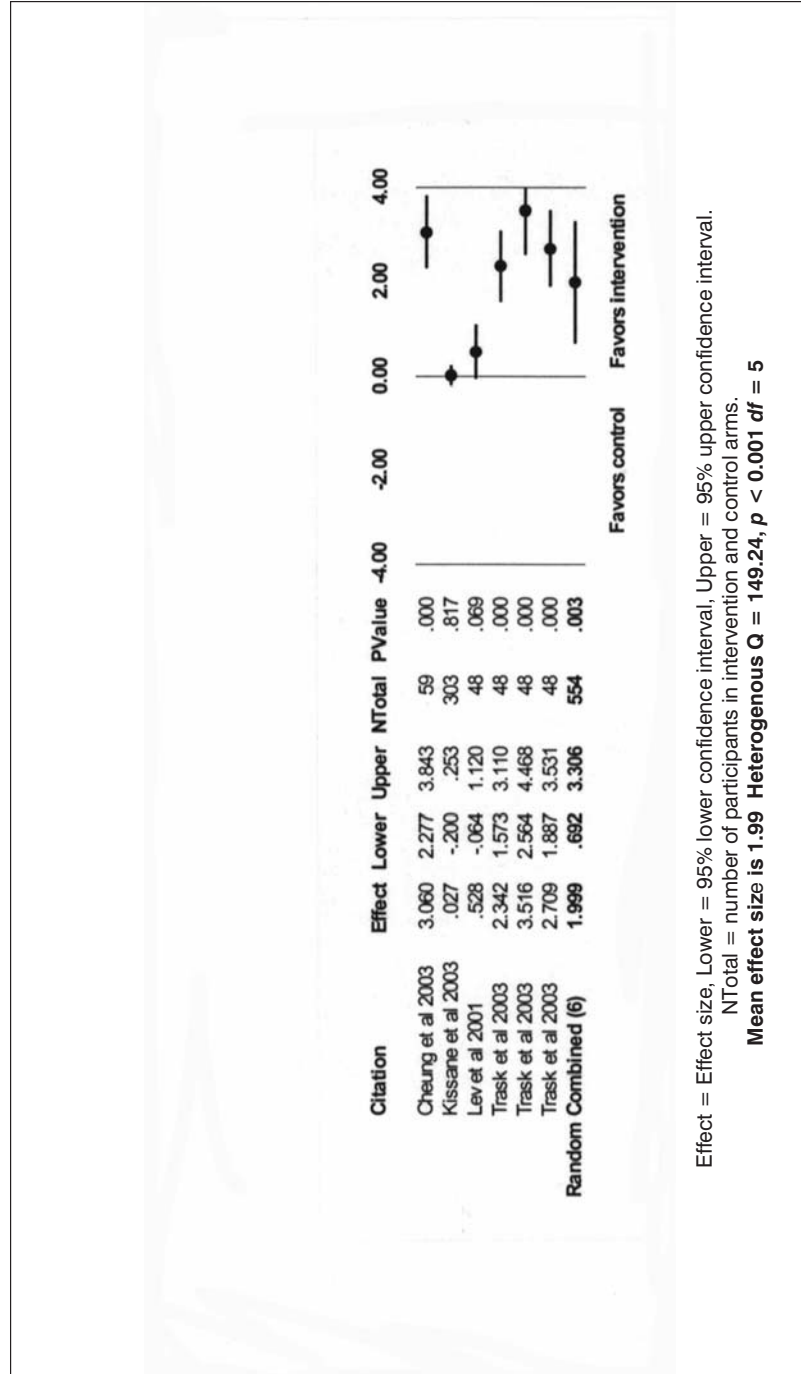 Citation Effect Lower Upper NTotal PValue -4.00 -2.00 0.00 2.00 4.00
Cheung et al 2003 3.060 2.277 3.843 59 .000
Kissane et al 2003 .027 -.200 .253 303 .817
Lev et al 2001 .528 -.064 1.120 48 .069
Trask et al 2003 2.342 1.573 3.110 48 .000
Trask et al 2003 3.516 2.564 4.468 48 .000
Trask et al 2003 2.709 1.887 3.531 48 .000
Random Combined (6) 1.999 .692 3.306 554 .003
Favors control Favors intervention
Effect = Effect size, Lower = 95% lower confidence interval, Upper = 95% upper confidence interval.
NTotal = number of participants in intervention and control arms.
Mean effect size is 1.99 Heterogenous Q = 149.24, p < 0.001 df = 5